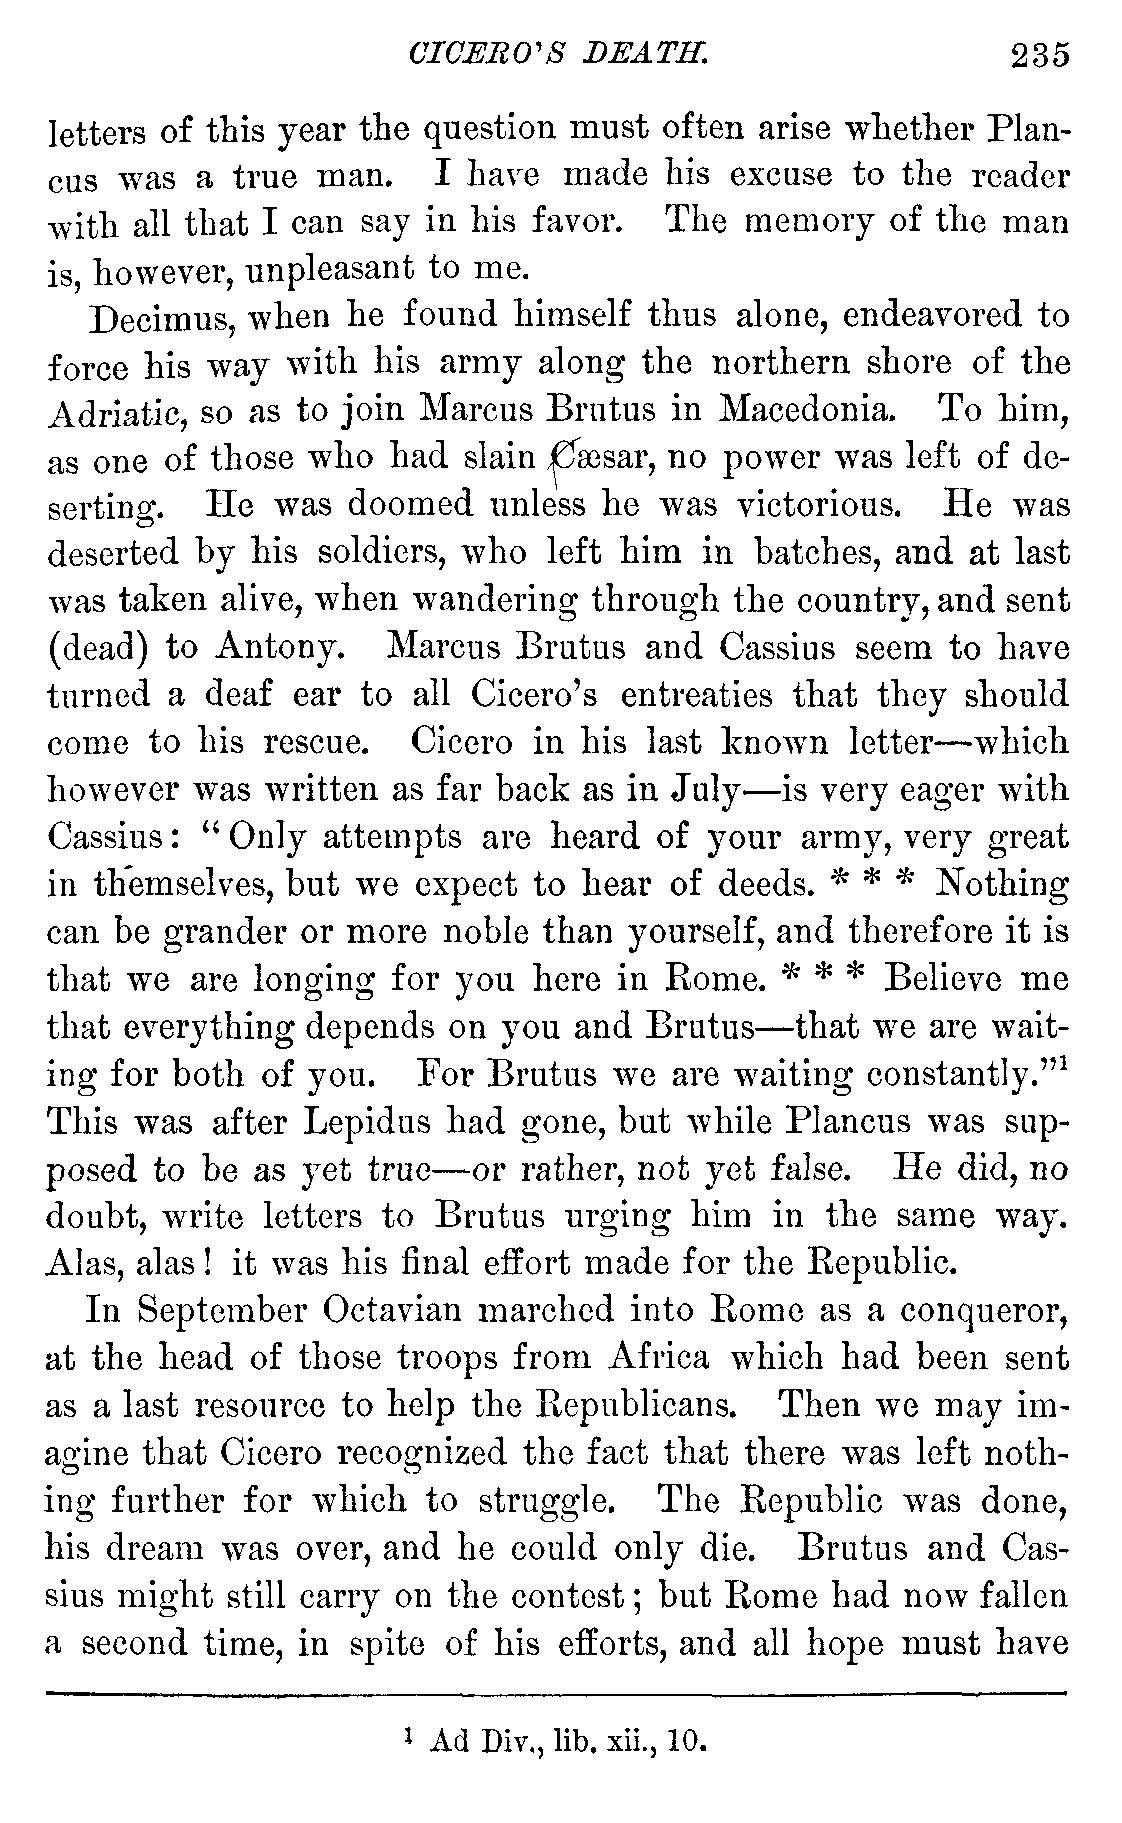 CICERO'S DEATH. 235
letters of this year the question must often arise whether Plan-
cus was a true man. I have made his excuse to the reader
with all that I can say in his favor. The memory of the man
is, however, unpleasant to me.
Decimus, when he found himself thus alone, endeavored to
force his way with his army along the northern shore of the
Adriatic, so as to join Marcus Brutus in Macedonia. To him,
as one of those who had slain Cæsar, no power was left of de-
serting. He was doomed unless he was victorious. He was
deserted by his soldiers, who left him in batches, and at last
was taken alive, when wandering through the country, and sent
(dead) to Antony. Marcus Brutus and Cassius seem to have
turned a deaf ear to all Cicero's entreaties that they should
come to his rescue. Cicero in his last known letter—which
however was written as far back as in July—is very eager with
Cassius: "Only attempts are heard of your army, very great
in themselves, but we expect to hear of deeds. * * * Nothing
can be grander or more noble than yourself, and therefore it is
that we are longing for you here in Rome. * * * Believe me
that everything depends on you and Brutus—that we are wait-
ing for both of you. For Brutus we are waiting constantly."¹
This was after Lepidus had gone, but while Plancus was sup-
posed to be as yet true—or rather, not yet false. He did, no
doubt, write letters to Brutus urging him in the same way.
Alas, alas! it was his final effort made for the Republic.
In September Octavian marched into Rome as a conqueror,
at the head of those troops from Africa which had been sent
as a last resource to help the Republicans. Then we may im-
agine that Cicero recognized the fact that there was left noth-
ing further for which to struggle. The Republic was done,
his dream was over, and he could only die. Brutus and Cas-
sius might still carry on the contest; but Rome had now fallen
a second time, in spite of his efforts, and all hope must have
¹ Ad Div., lib. xii., 10.